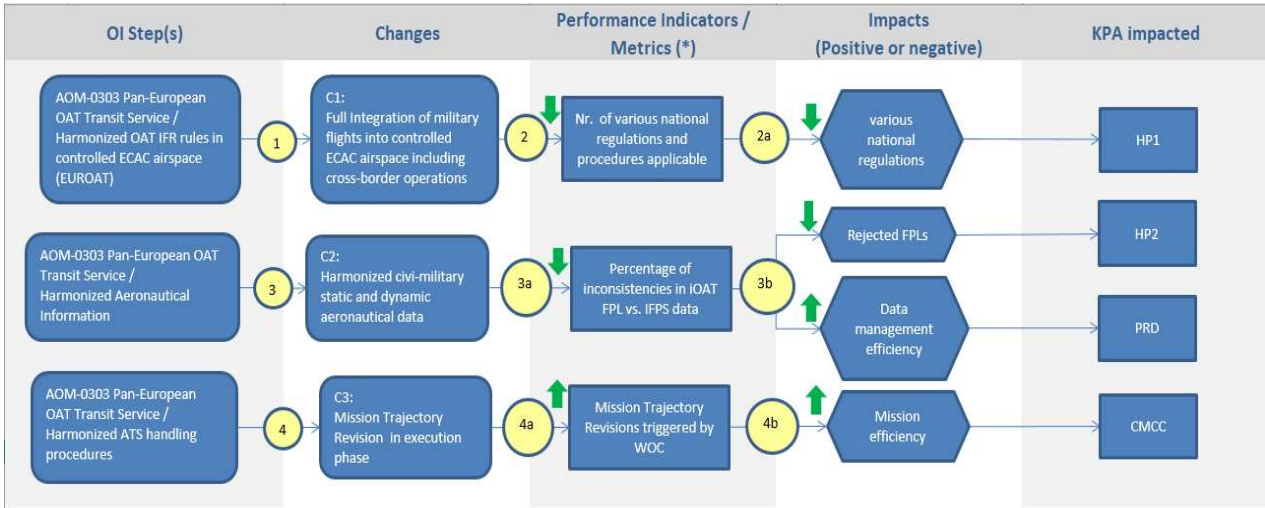 OI Step(s)
Changes
Performance Indicators /
Metrics (*)
Impacts
(Positive or negative)
KPA impacted
AOM-0303 Pan-European
OAT Transit Service /
Harmonized OAT IFR rules in
controlled ECAC airspace
(EUROAT)
1
C1:
Full Integration of military
flights into controlled
ECAC airspace including
cross-border operations
2
Nr. of various national
regulations and
procedures applicable
2a
various
national
regulations
HP1
AOM-0303 Pan-European OAT
Transit Service /
Harmonized Aeronautical
Information
3
C2:
Harmonized civi-military
static and dynamic
aeronautical data
3a
Percentage of
inconsistencies in iOAT
FPL vs. IFPS data
3b
Rejected FPLs
HP2
Data
management
efficiency
PRD
AOM-0303 Pan-European
OAT Transit Service /
Harmonized ATS handling
procedures
4
C3:
Mission Trajectory
Revision in execution
phase
4a
Mission Trajectory
Revisions triggered by
WOC
4b
Mission
efficiency
CMCC